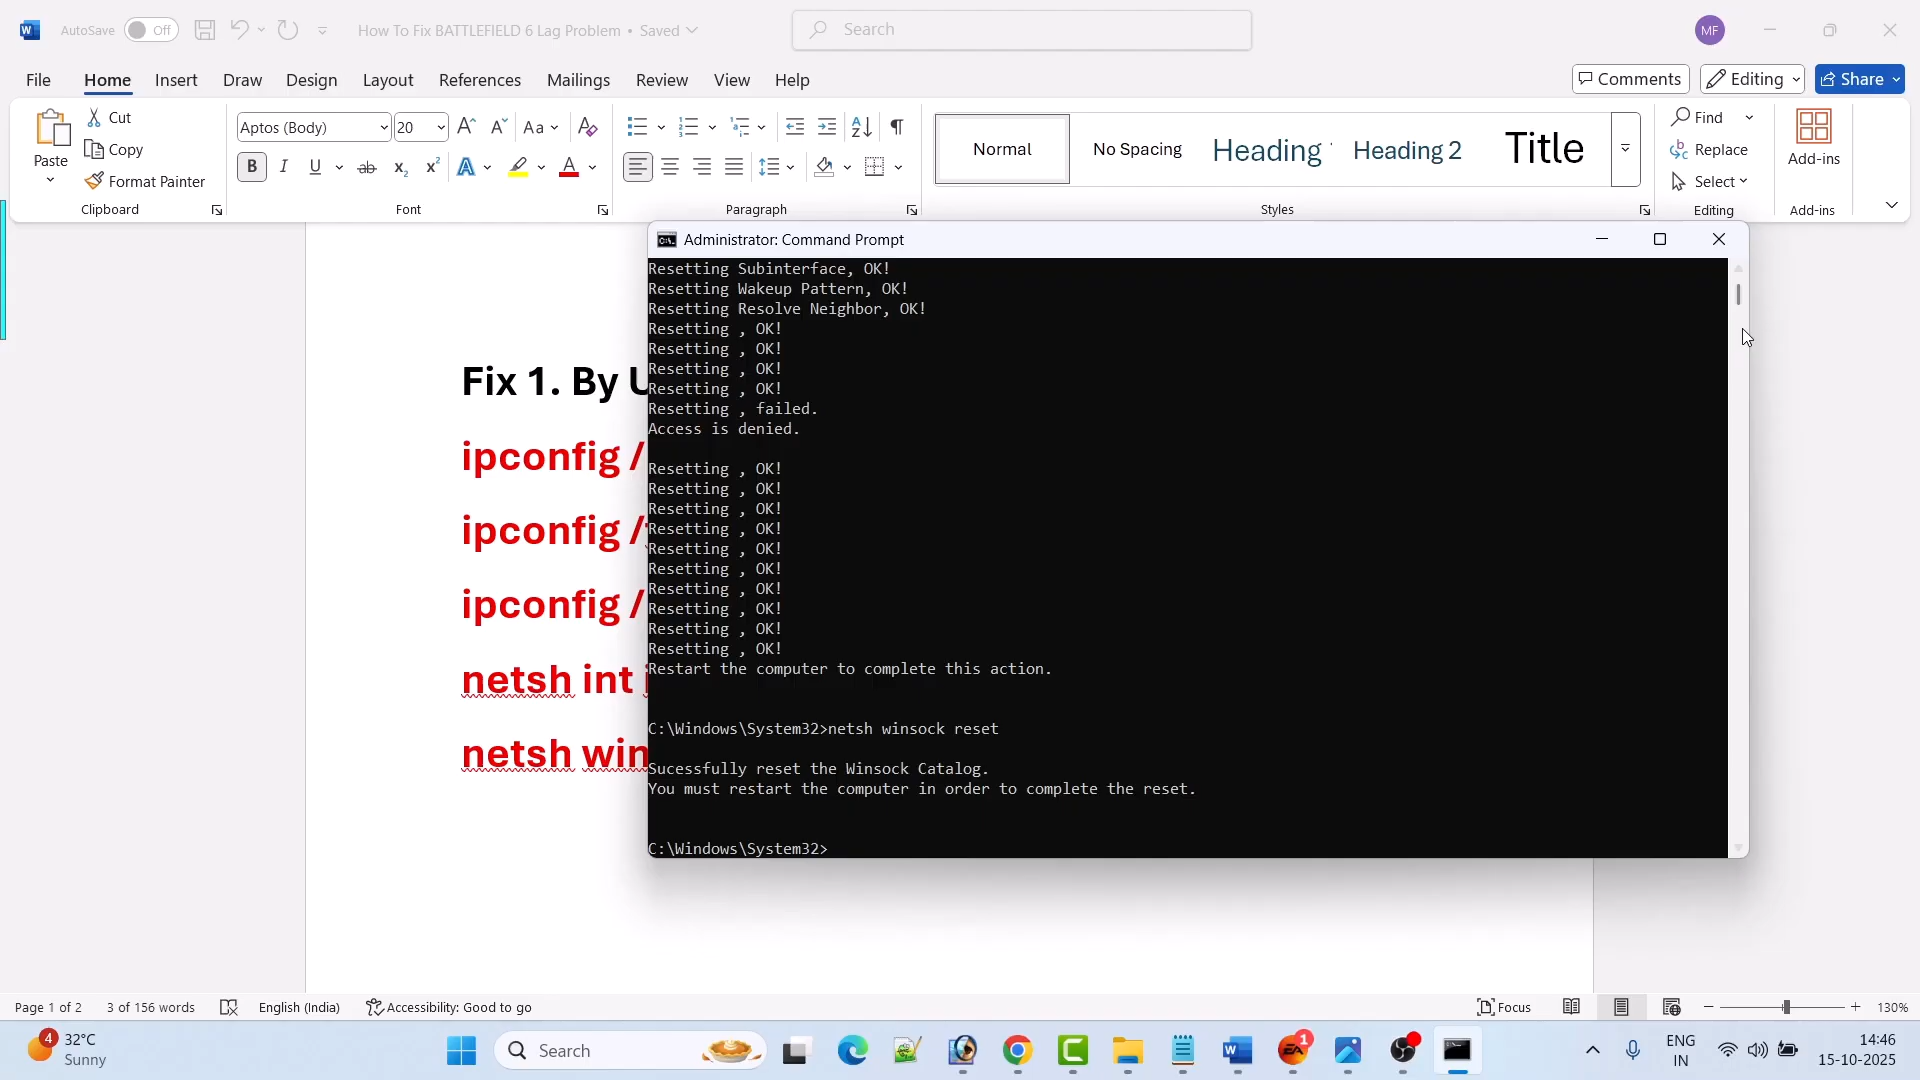 AutoSave Off How To Fix BATTLEFIELD 6 Lag Problem • Saved Search MF
File Home Insert Draw Design Layout References Mailings Review View Help Comments Editing Share
Paste Cut Copy Format Painter
Clipboard
Aptos (Body) 20
Font
Paragraph
Normal No Spacing Heading Heading 2 Title
Styles
Find
Replace
Select
Editing
Add-ins
Add-ins
Administrator: Command Prompt
Resetting Subinterface, OK!
Resetting Wakeup Pattern, OK!
Resetting Resolve Neighbor, OK!
Resetting , OK!
Resetting , OK!
Resetting , OK!
Resetting , OK!
Resetting , failed.
Access is denied.
Resetting , OK!
Resetting , OK!
Resetting , OK!
Resetting , OK!
Resetting , OK!
Resetting , OK!
Resetting , OK!
Resetting , OK!
Resetting , OK!
Resetting , OK!
Restart the computer to complete this action.
C:\Windows\System32>netsh winsock reset
Sucessfully reset the Winsock Catalog.
You must restart the computer in order to complete the reset.
C:\Windows\System32>
Fix 1. By U
ipconfig /
ipconfig /
ipconfig /
netsh int
netsh win
Page 1 of 2 3 of 156 words English (India) Accessibility: Good to go Focus 130%
4 32°C
Sunny
Search
1
ENG
IN
14:46
15-10-2025